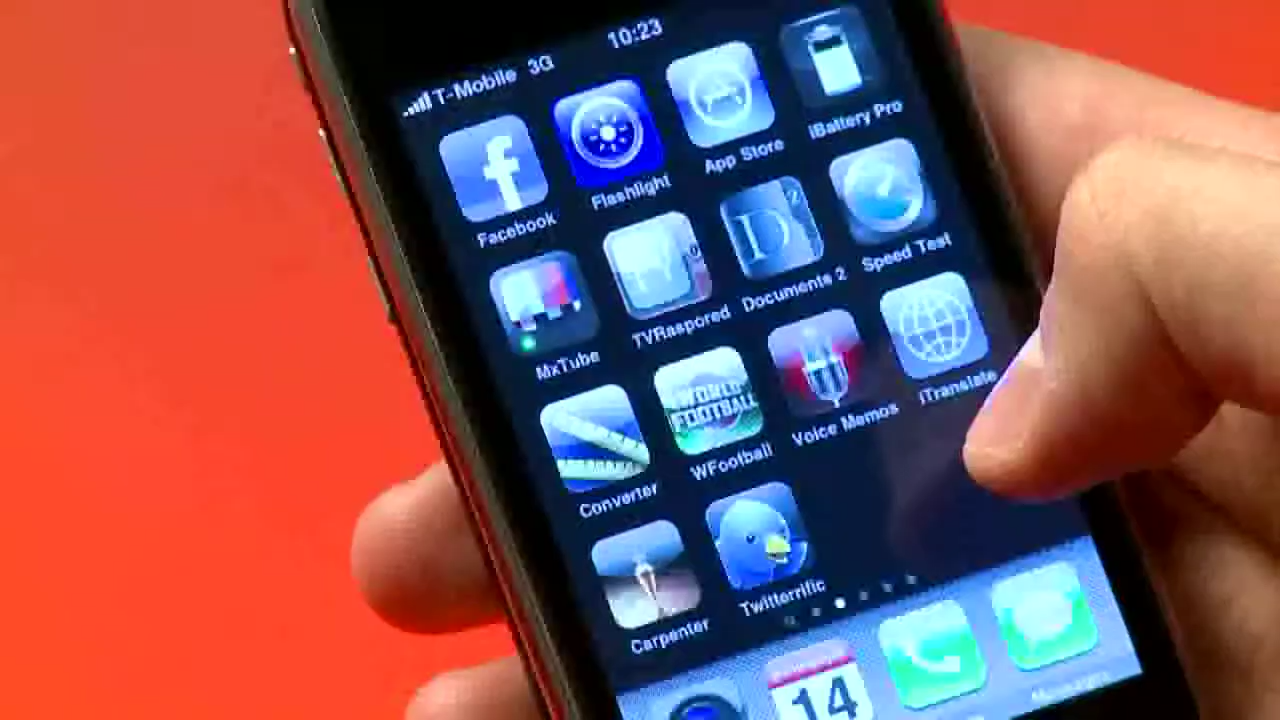 T-Mobile 3G 10:23
Facebook Flashlight App Store iBattery Pro
MxTube TVRaspored Documents 2 Speed Test
Converter WFootball Voice Memos iTranslate
WORLD
FOOTBALL
D2
Carpenter Twitterrific
14